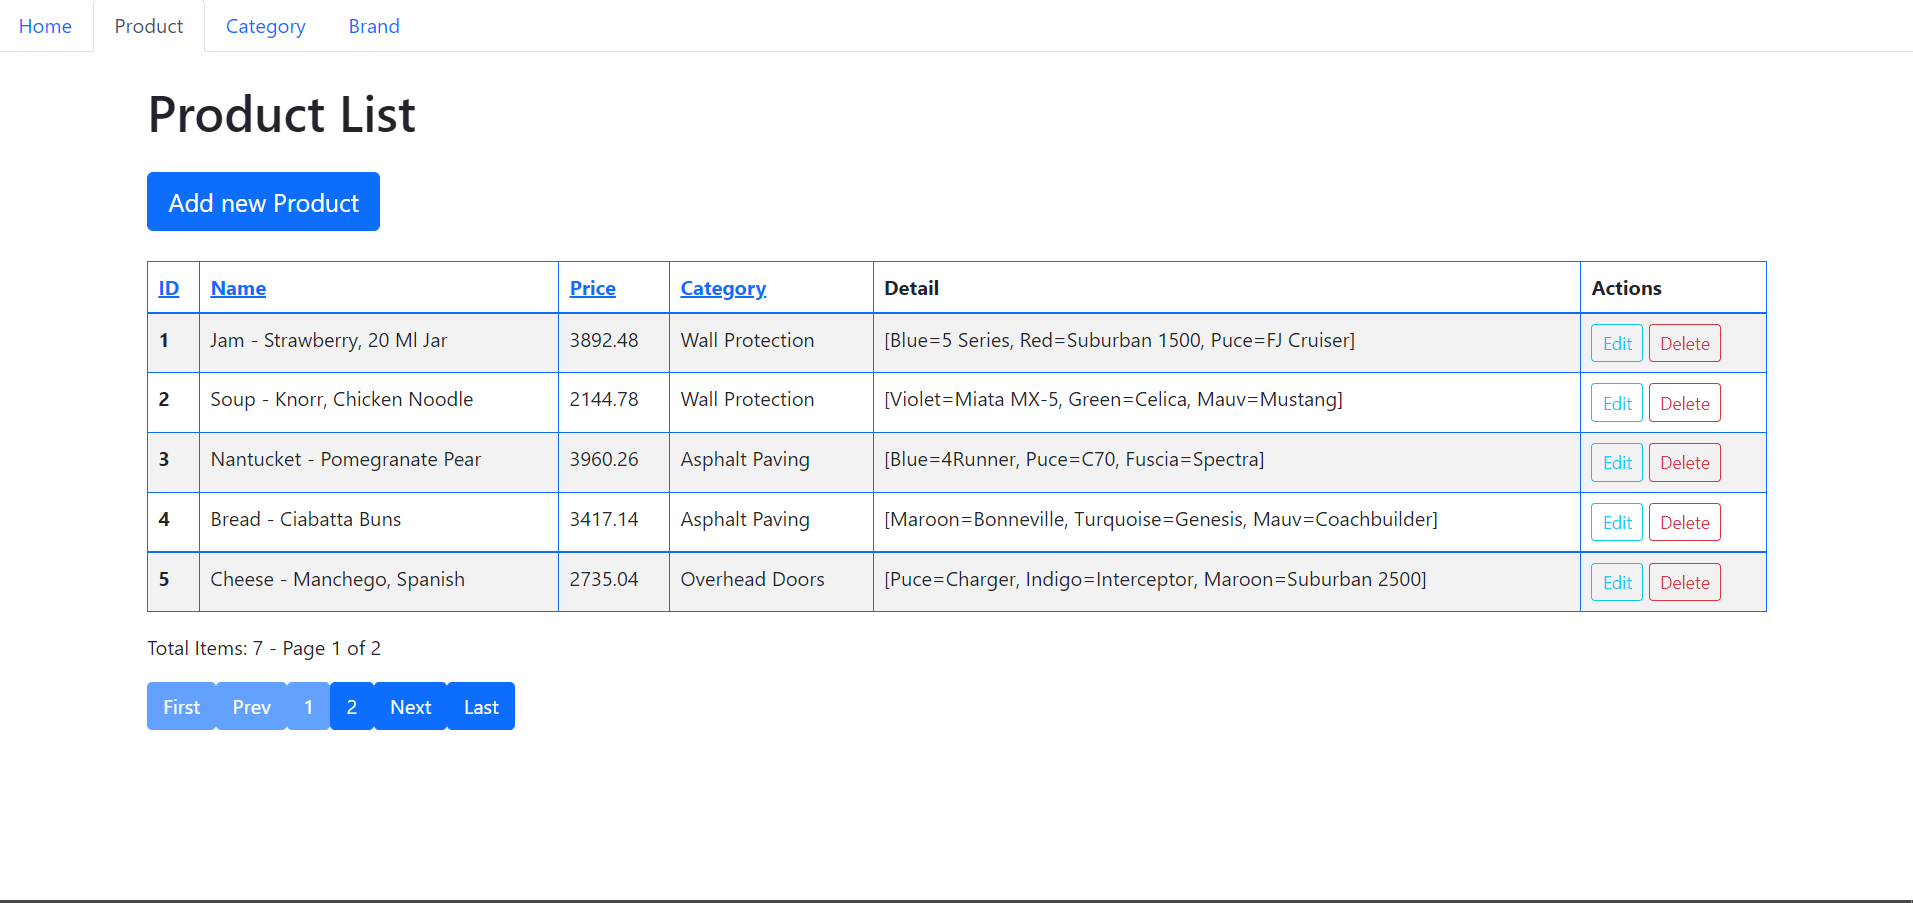 Home Product Category Brand
Product List
Add new Product
ID Name Price Category Detail Actions
1 Jam - Strawberry, 20 Ml Jar 3892.48 Wall Protection [Blue=5 Series, Red=Suburban 1500, Puce=FJ Cruiser] Edit Delete
2 Soup - Knorr, Chicken Noodle 2144.78 Wall Protection [Violet=Miata MX-5, Green=Celica, Mauv=Mustang] Edit Delete
3 Nantucket - Pomegranate Pear 3960.26 Asphalt Paving [Blue=4Runner, Puce=C70, Fuscia=Spectra] Edit Delete
4 Bread - Ciabatta Buns 3417.14 Asphalt Paving [Maroon=Bonneville, Turquoise=Genesis, Mauv=Coachbuilder] Edit Delete
5 Cheese - Manchego, Spanish 2735.04 Overhead Doors [Puce=Charger, Indigo=Interceptor, Maroon=Suburban 2500] Edit Delete
Total Items: 7 - Page 1 of 2
First Prev 1 2 Next Last